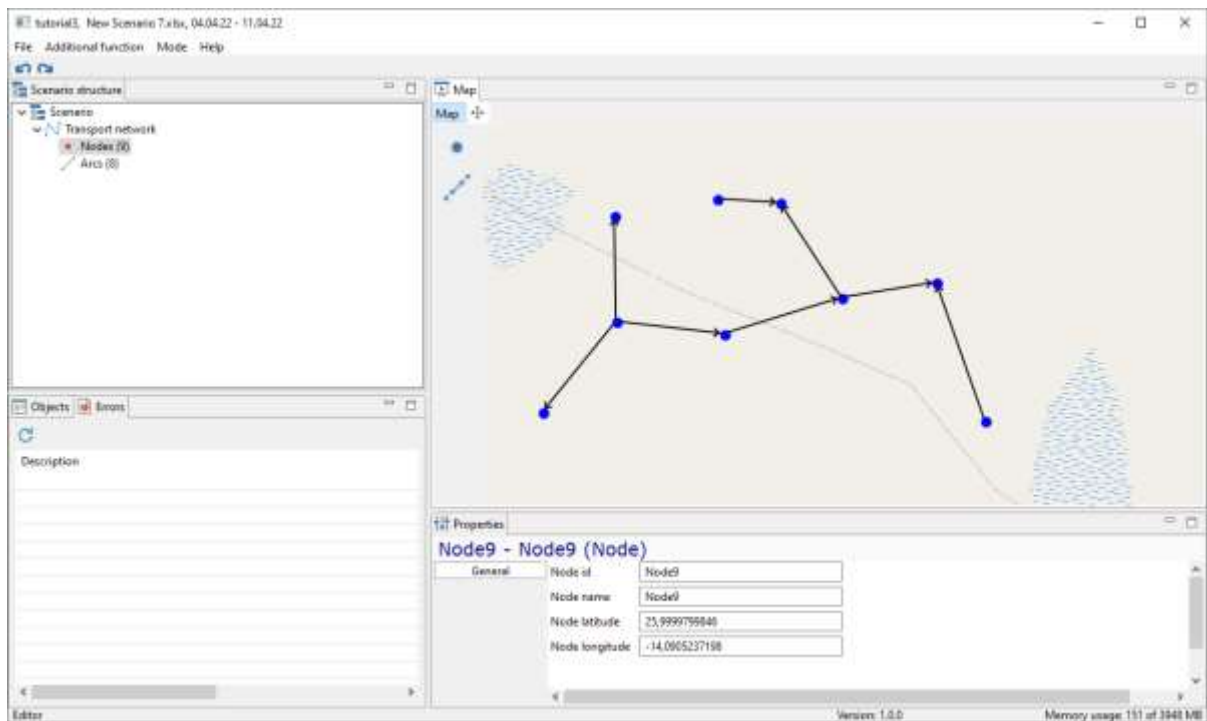 tutorial3, New Scenario 7.xlsx, 04.04.22 - 11.04.22
File Additional function Mode Help
Scenario structure
Scenario
Transport network
Nodes (9)
Arcs (8)
Map
Map
Objects Errors
Description
Properties
Node9 - Node9 (Node)
General
Node id Node9
Node name Node9
Node latitude 25,9999799846
Node longitude -14,0905237198
Editor Version: 1.0.0 Memory usage: 151 of 3948 MB